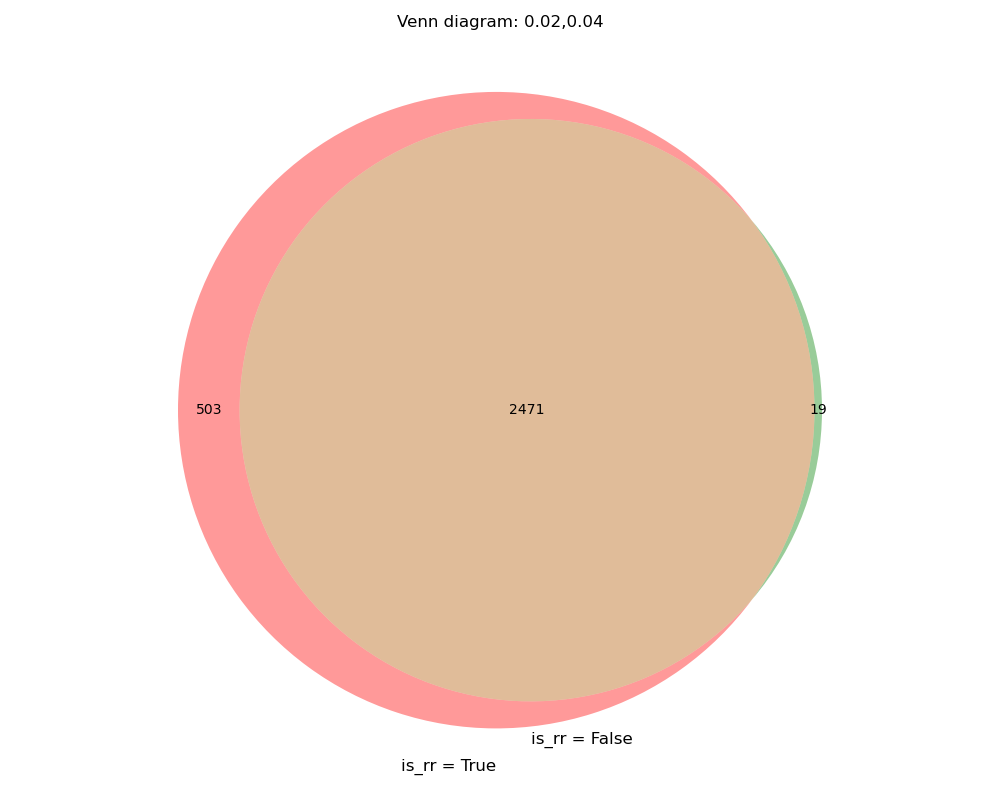 Venn diagram: 0.02,0.04
503
2471
19
is_rr = False
is_rr = True